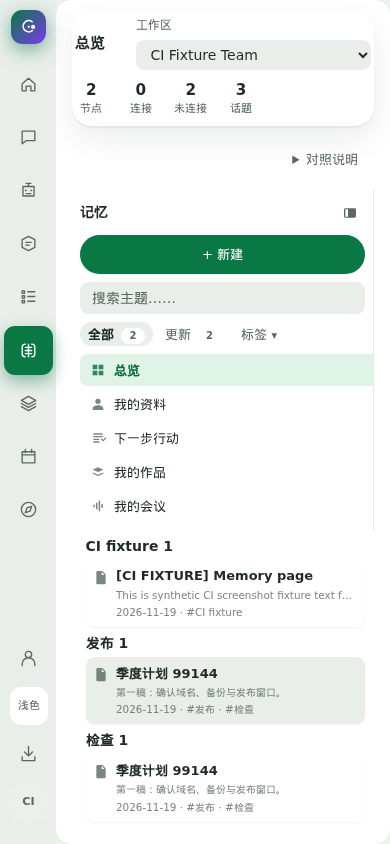 工作区
总览
CI Fixture Team
2 0 2 3
节点 连接 未连接 话题
▶ 对照说明
记忆
+ 新建
搜索主题......
全部 2 更新 2 标签 ▾
总览
我的资料
下一步行动
我的作品
我的会议
CI fixture 1
[CI FIXTURE] Memory page
This is synthetic CI screenshot fixture text f...
2026-11-19 · #CI fixture
发布 1
季度计划 99144
第一稿：确认域名、备份与发布窗口。
2026-11-19 · #发布 · #检查
检查 1
季度计划 99144
第一稿：确认域名、备份与发布窗口。
2026-11-19 · #发布 · #检查
浅色
CI